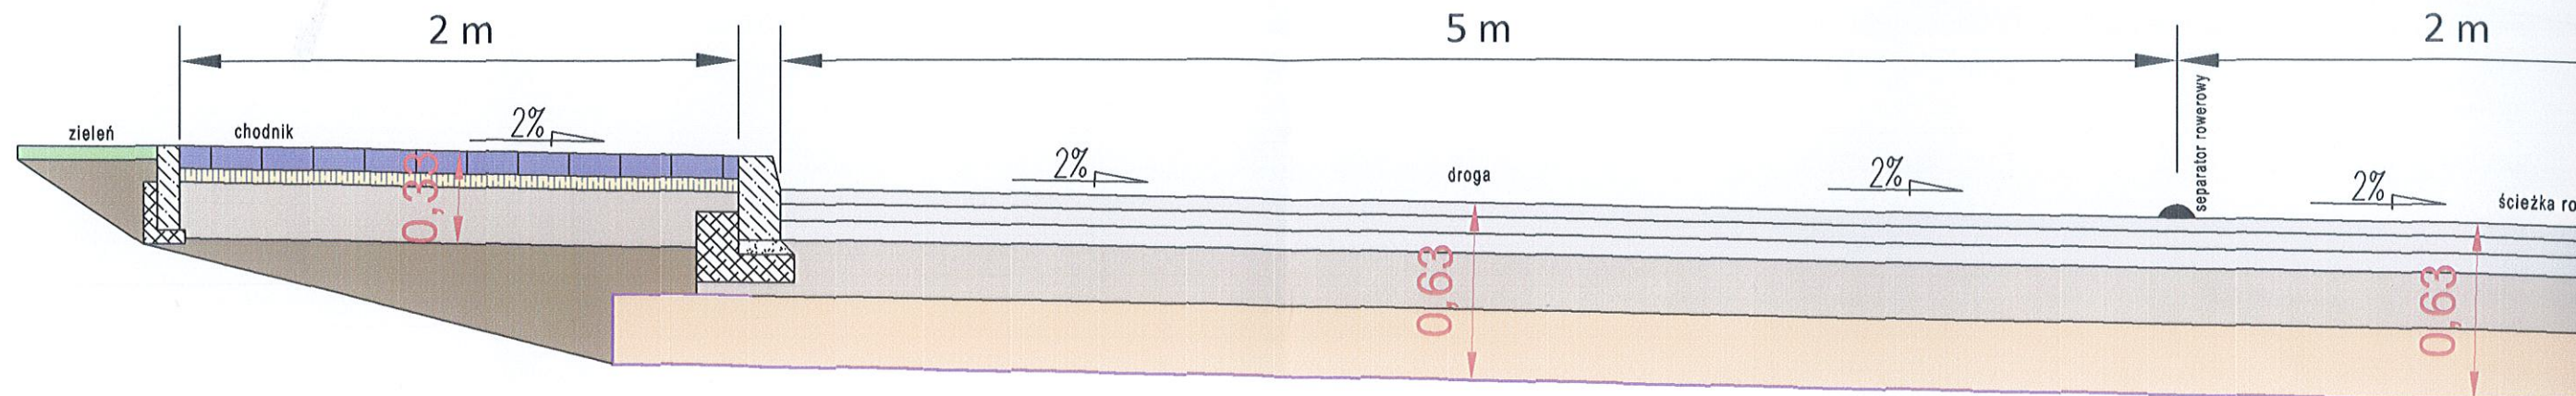 2 m
5 m
2 m
zieleń
chodnik
2%
2%
droga
2%
separator rowerowy
2%
ścieżka ro
0,33
0,63
0,63